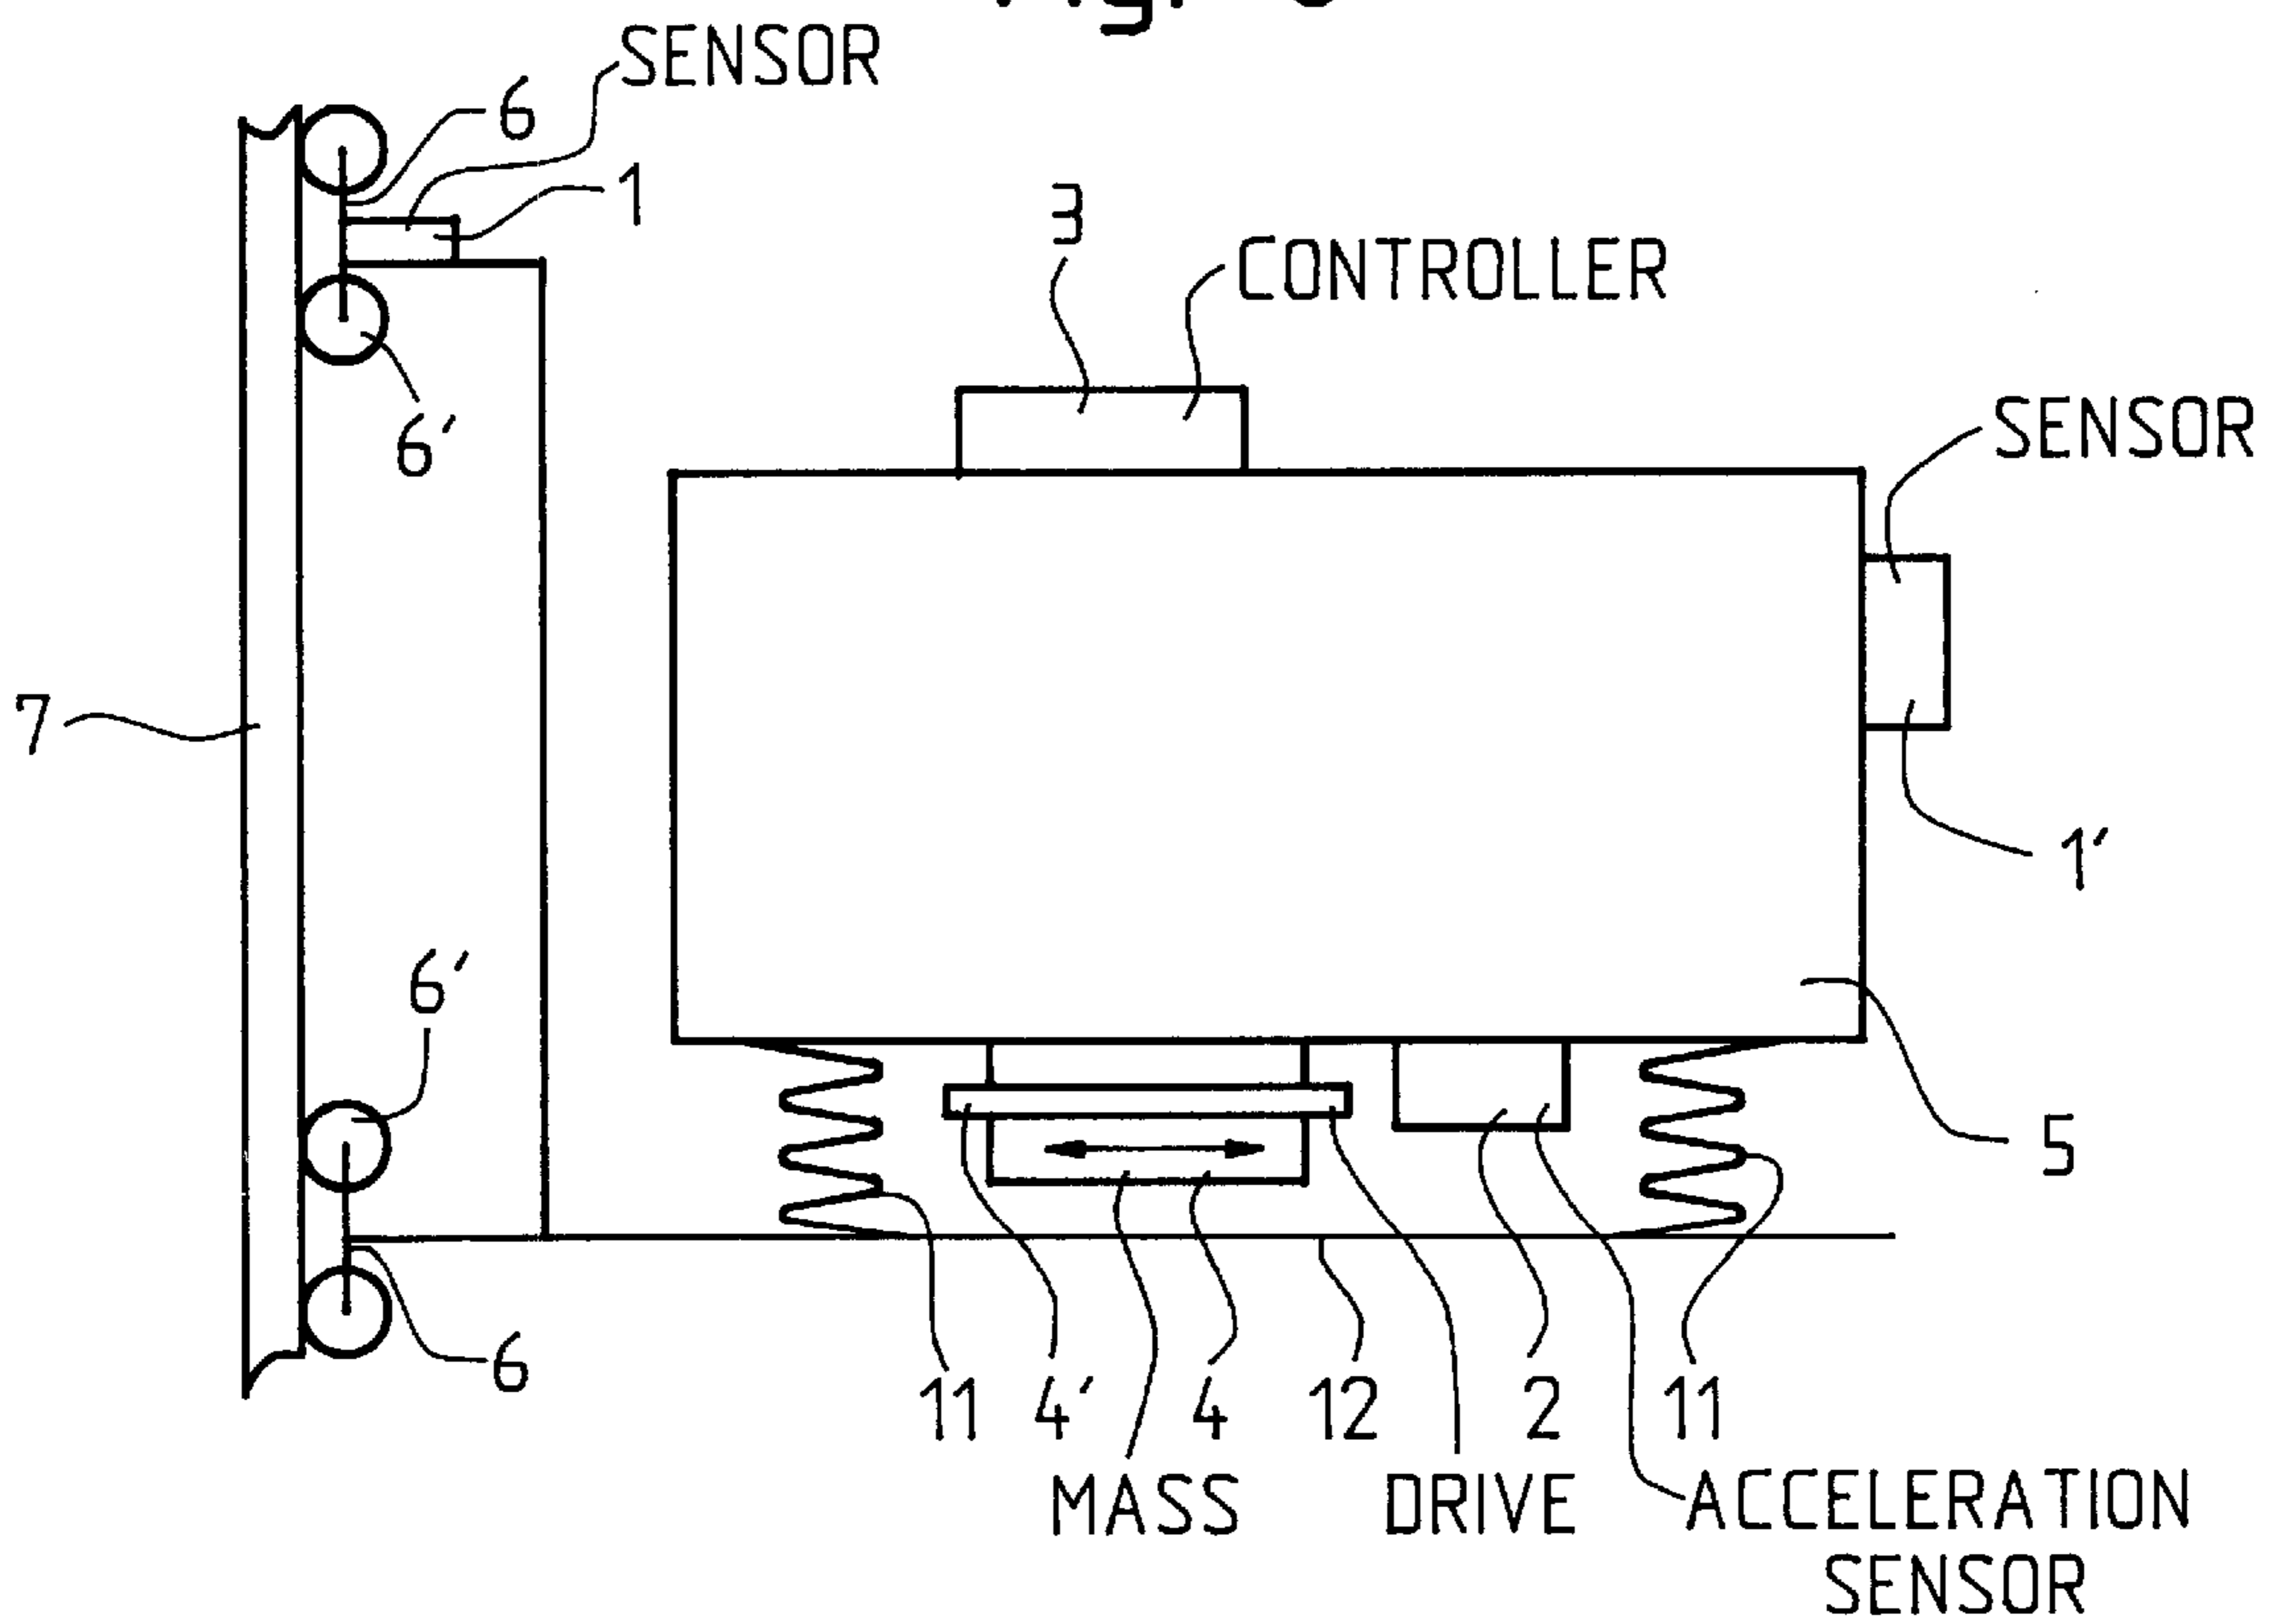 SENSOR
6
1
3
CONTROLLER
SENSOR
6′
7
1′
6′
5
6
11
4′
4
12
2
11
MASS
DRIVE
ACCELERATION
SENSOR